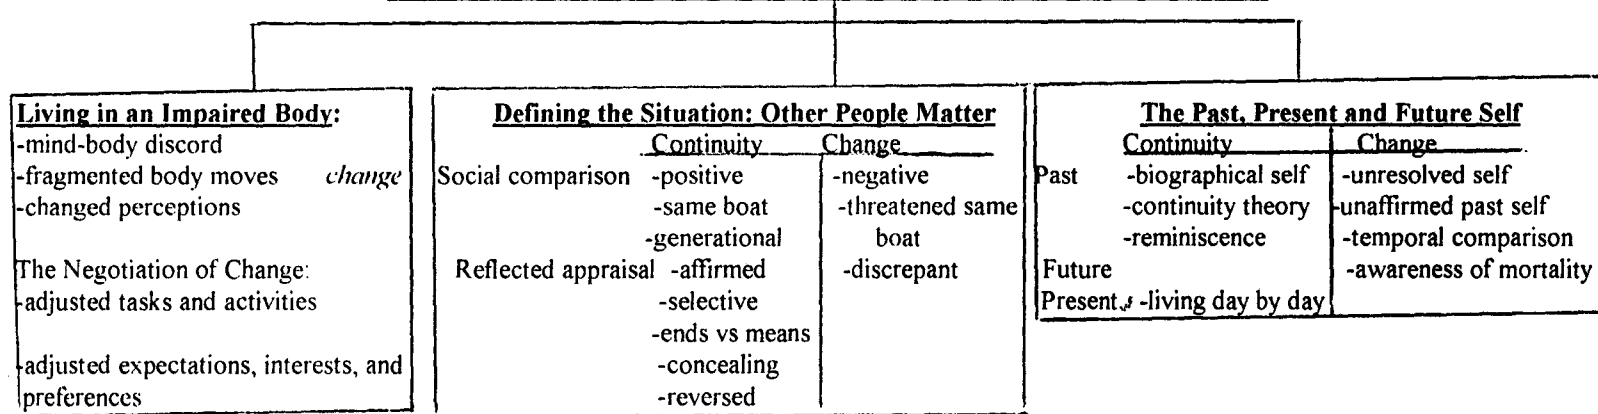 Living in an Impaired Body:
-mind-body discord
-fragmented body moves change
-changed perceptions
The Negotiation of Change:
-adjusted tasks and activities
-adjusted expectations, interests, and
preferences
Defining the Situation: Other People Matter
Continuity Change
Social comparison -positive -negative
-same boat -threatened same
-generational boat
Reflected appraisal -affirmed -discrepant
-selective
-ends vs means
-concealing
-reversed
The Past, Present and Future Self
Continuity Change
Past -biographical self -unresolved self
-continuity theory -unaffirmed past self
-reminiscence -temporal comparison
Future -awareness of mortality
Present -living day by day